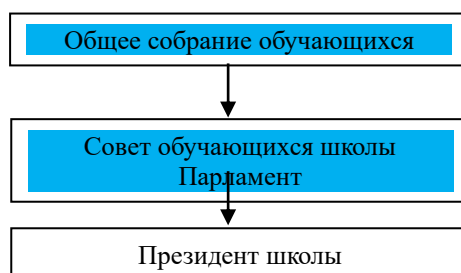 Общее собрание обучающихся
Совет обучающихся школы
Парламент
Президент школы